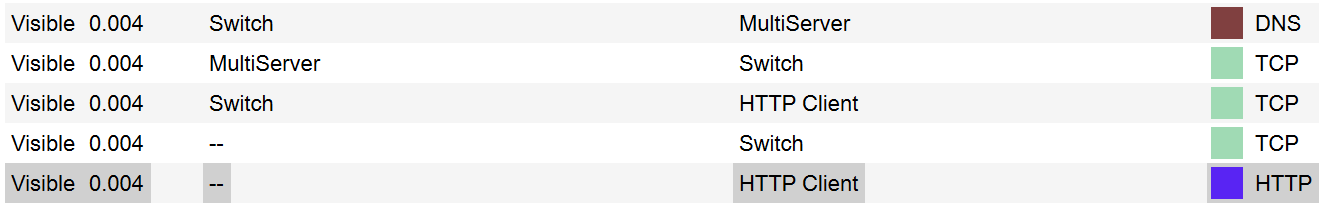 Visible 0.004 Switch MultiServer DNS
Visible 0.004 MultiServer Switch TCP
Visible 0.004 Switch HTTP Client TCP
Visible 0.004 -- Switch TCP
Visible 0.004 -- HTTP Client HTTP